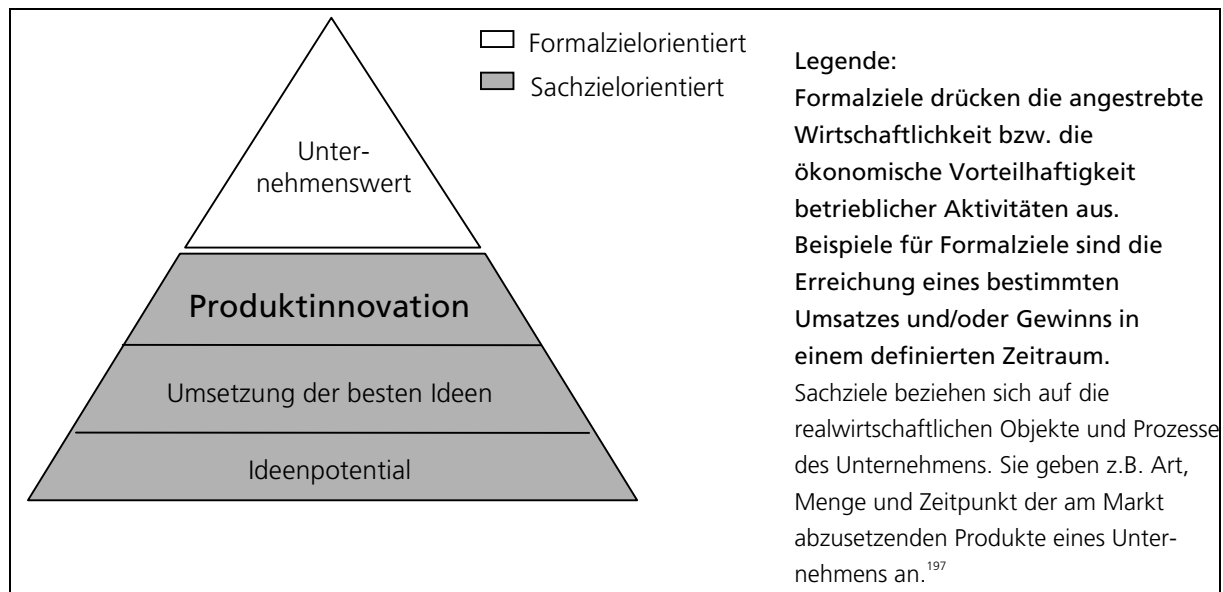 Unter-
nehmenswert
Produktinnovation
Umsetzung der besten Ideen
Ideenpotential
Formalzielorientiert
Sachzielorientiert
Legende:
Formalziele drücken die angestrebte
Wirtschaftlichkeit bzw. die
ökonomische Vorteilhaftigkeit
betrieblicher Aktivitäten aus.
Beispiele für Formalziele sind die
Erreichung eines bestimmten
Umsatzes und/oder Gewinns in
einem definierten Zeitraum.
Sachziele beziehen sich auf die
realwirtschaftlichen Objekte und Prozesse
des Unternehmens. Sie geben z.B. Art,
Menge und Zeitpunkt der am Markt
abzusetzenden Produkte eines Unter-
nehmens an.197